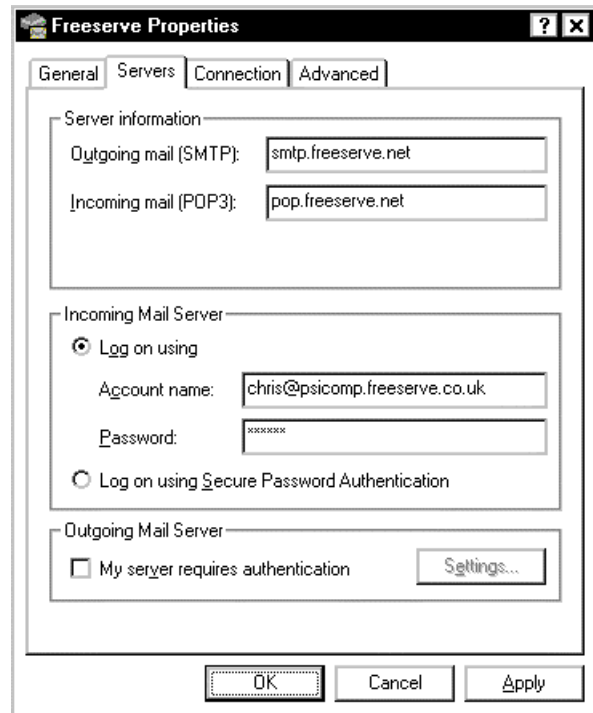 Freeserve Properties
General Servers Connection Advanced
Server information
Outgoing mail (SMTP): smtp.freeserve.net
Incoming mail (POP3): pop.freeserve.net
Incoming Mail Server
Log on using
Account name: chris@psicomp.freeserve.co.uk
Password: ××××××
Log on using Secure Password Authentication
Outgoing Mail Server
My server requires authentication Settings...
OK Cancel Apply